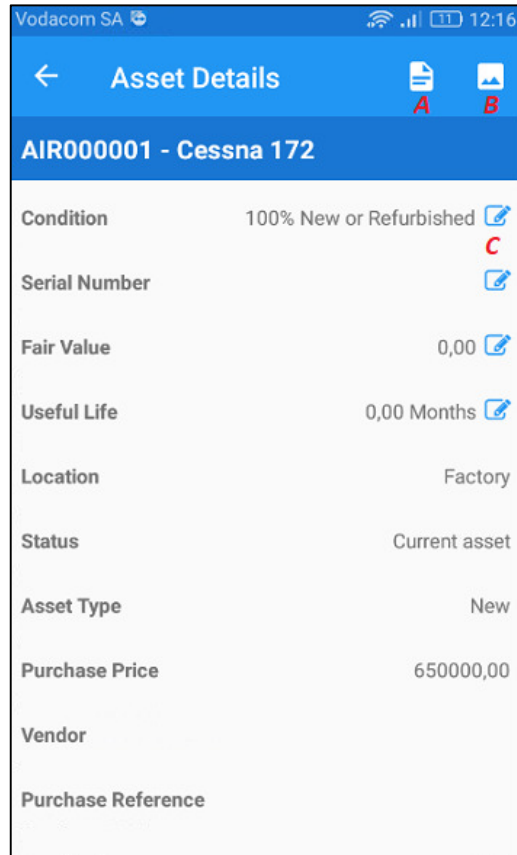 Vodacom SA 11 12:16
Asset Details
A B
AIR000001 - Cessna 172
Condition 100% New or Refurbished
C
Serial Number
Fair Value 0,00
Useful Life 0,00 Months
Location Factory
Status Current asset
Asset Type New
Purchase Price 650000,00
Vendor
Purchase Reference